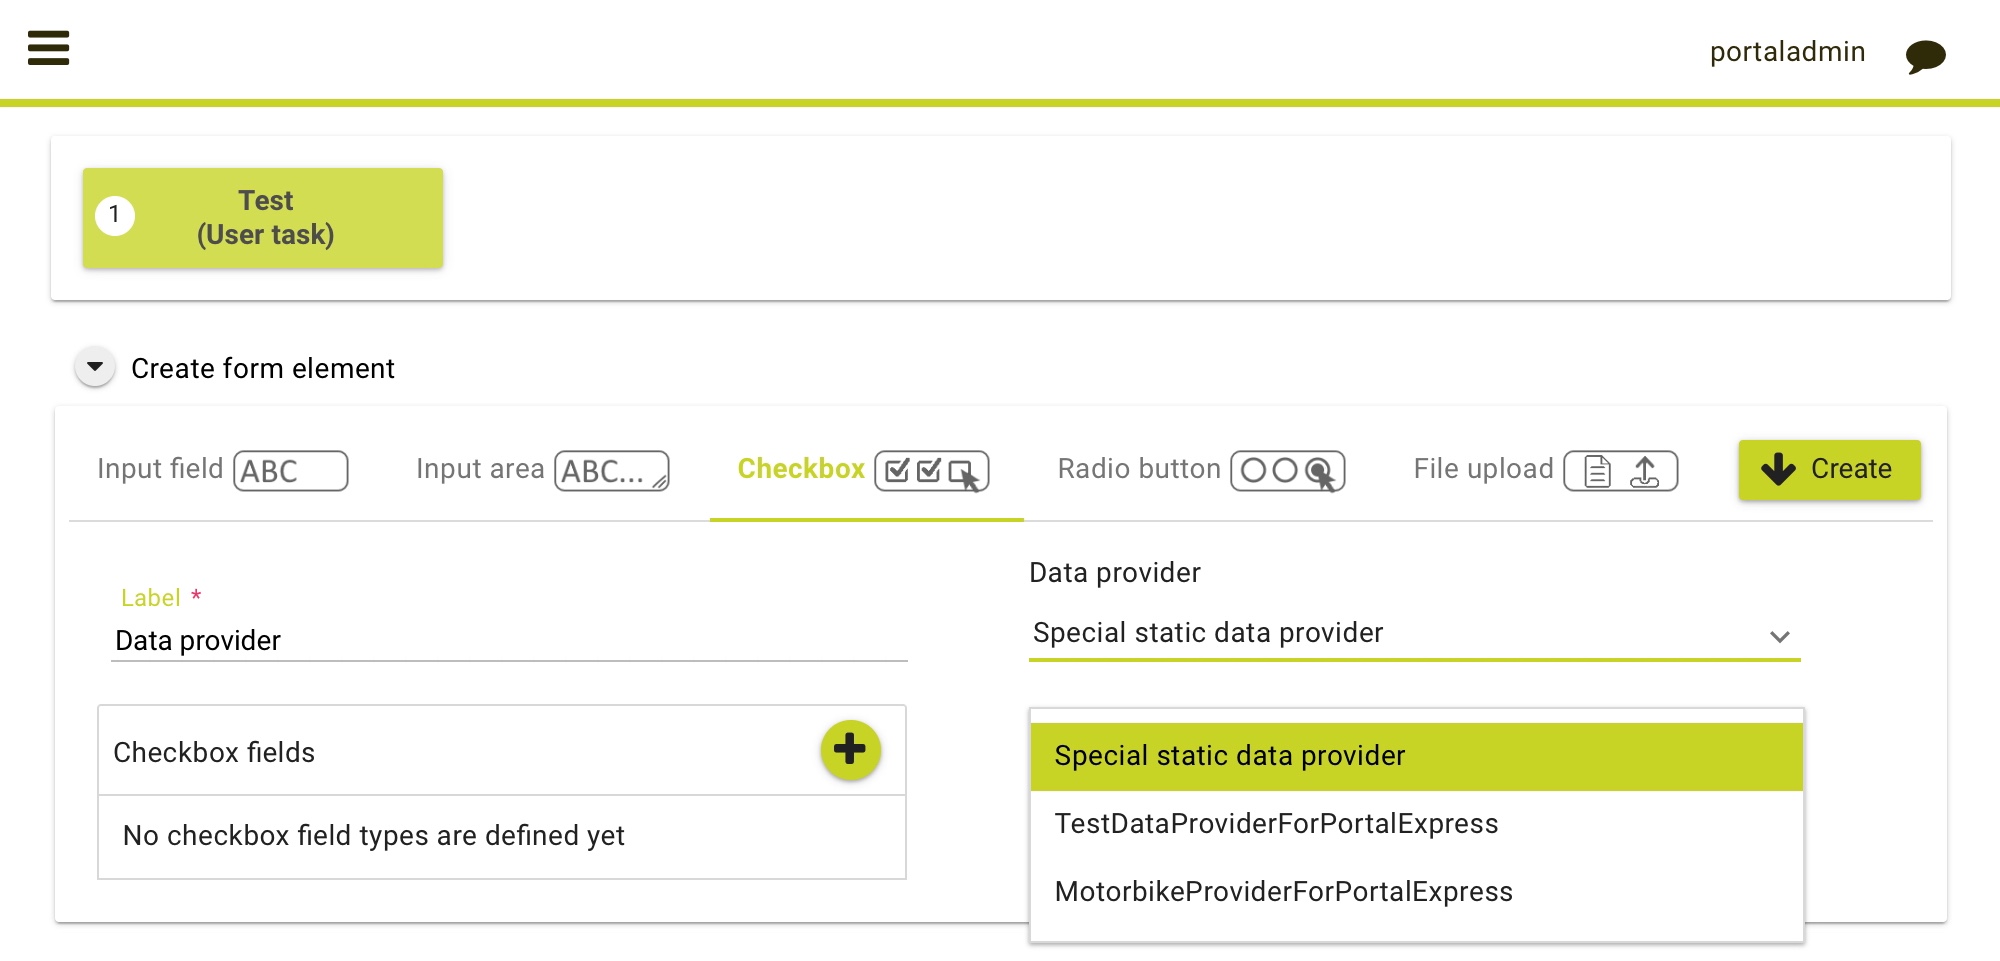 portaladmin
1
Test
(User task)
Create form element
Input field ABC
Input area ABC...
Checkbox
Radio button
File upload
Create
Label *
Data provider
Data provider
Special static data provider
Checkbox fields
No checkbox field types are defined yet
Special static data provider
TestDataProviderForPortalExpress
MotorbikeProviderForPortalExpress